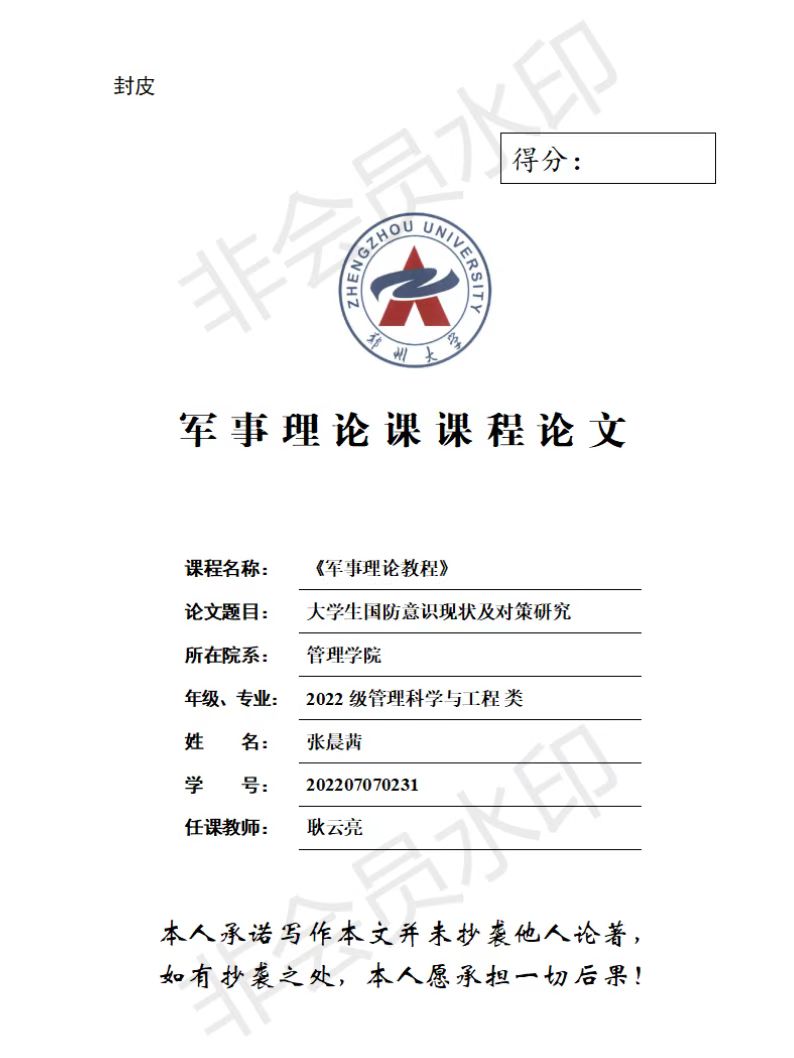 封皮
得分：
ZHENGZHOU UNIVERSITY
郑州大学
军事理论课课程论文
课程名称： 《军事理论教程》
论文题目： 大学生国防意识现状及对策研究
所在院系： 管理学院
年级、专业： 2022 级管理科学与工程 类
姓 名： 张晨茜
学 号： 202207070231
任课教师： 耿云亮
本人承诺写作本文并未抄袭他人论著，
如有抄袭之处，本人愿承担一切后果！
非会员水印
非会员水印